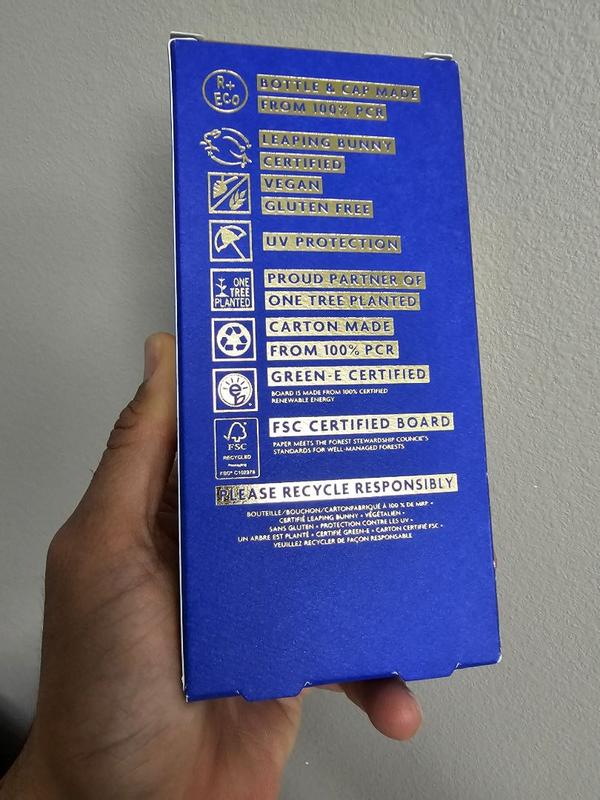 R+
ECO
BOTTLE & CAP MADE
FROM 100% PCR
LEAPING BUNNY
CERTIFIED
VEGAN
GLUTEN FREE
UV PROTECTION
ONE
TREE
PLANTED
PROUD PARTNER OF
ONE TREE PLANTED
CARTON MADE
FROM 100% PCR
e
GREEN-E CERTIFIED
BOARD IS MADE FROM 100% CERTIFIED
RENEWABLE ENERGY
FSC
RECYCLED
Packaging
FSC® C102278
FSC CERTIFIED BOARD
PAPER MEETS THE FOREST STEWARDSHIP COUNCIL'S
STANDARDS FOR WELL-MANAGED FORESTS
PLEASE RECYCLE RESPONSIBLY
BOUTEILLE/BOUCHON/CARTONFABRIQUÉ À 100 % DE MRP •
CERTIFIÉ LEAPING BUNNY • VÉGÉTALIEN •
SANS GLUTEN • PROTECTION CONTRE LES UV •
UN ARBRE EST PLANTÉ • CERTIFIÉ GREEN-E • CARTON CERTIFIÉ FSC •
VEUILLEZ RECYCLER DE FAÇON RESPONSABLE